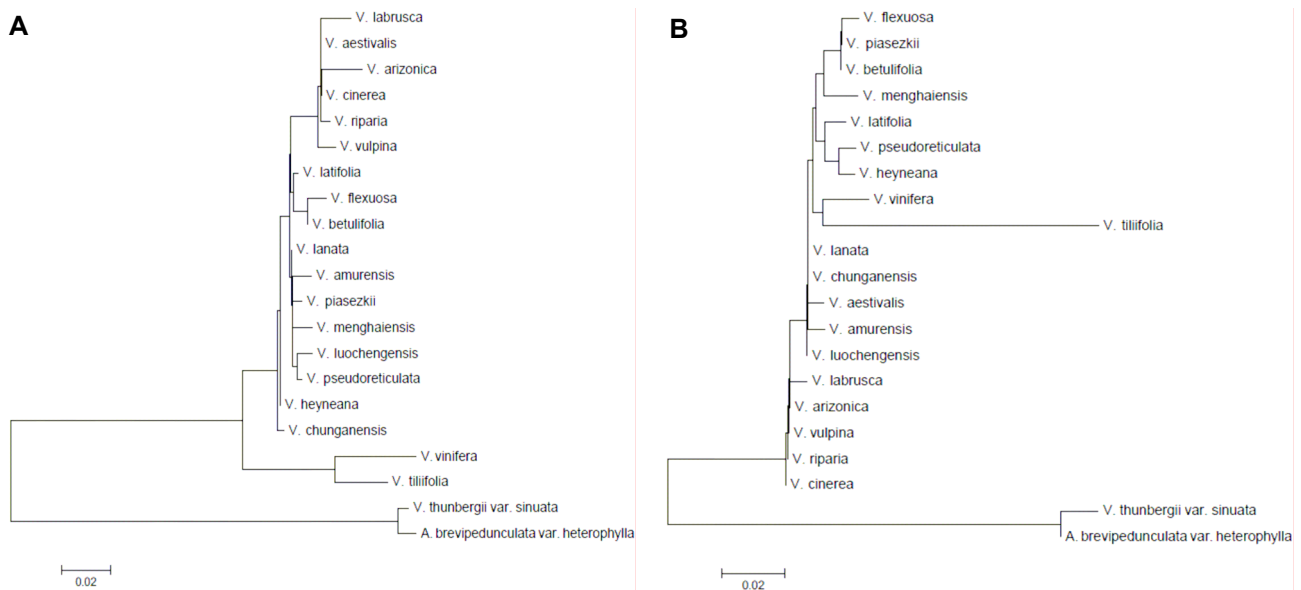 A
V. labrusca
V. aestivalis
V. arizonica
V. cinerea
V. riparia
V. vulpina
V. latifolia
V. flexuosa
V. betulifolia
V. lanata
V. amurensis
V. piasezkii
V. menghaiensis
V. luochengensis
V. pseudoreticulata
V. heyneana
V. chunganensis
V. vinifera
V. tiliifolia
V. thunbergii var. sinuata
A. brevipedunculata var. heterophylla
0.02
B
V. flexuosa
V. piasezkii
V. betulifolia
V. menghaiensis
V. latifolia
V. pseudoreticulata
V. heyneana
V. vinifera
V. tiliifolia
V. lanata
V. chunganensis
V. aestivalis
V. amurensis
V. luochengensis
V. labrusca
V. arizonica
V. vulpina
V. riparia
V. cinerea
V. thunbergii var. sinuata
A. brevipedunculata var. heterophylla
0.02